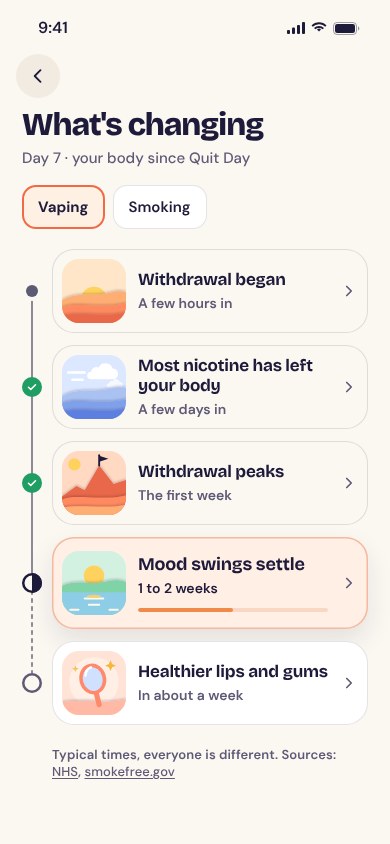 9:41
What's changing
Day 7 · your body since Quit Day
Vaping
Smoking
Withdrawal began
A few hours in
Most nicotine has left
your body
A few days in
Withdrawal peaks
The first week
Mood swings settle
1 to 2 weeks
Healthier lips and gums
In about a week
Typical times, everyone is different. Sources:
NHS, smokefree.gov